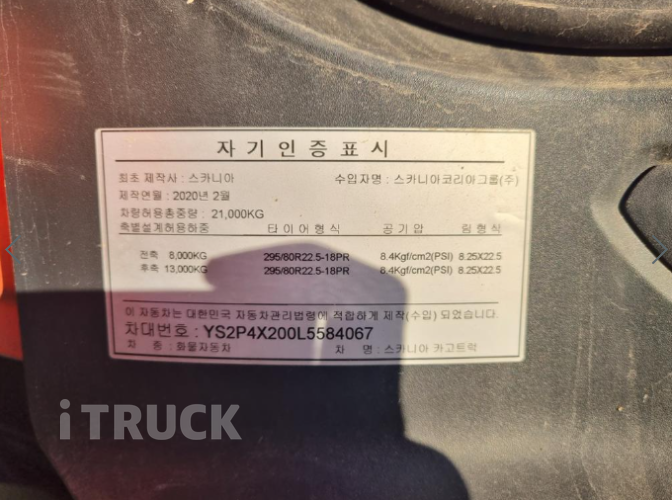 자 기 인 증 표 시
최초 제작사 : 스카니아 수입자명 : 스카니아코리아그룹(주)
제작연월 : 2020년 2월
차량허용총중량 : 21,000KG
축별설계허용하중 타이어형식 공기압 림형식
전축 8,000KG 295/80R22.5-18PR 8.4Kgf/cm2(PSI) 8.25X22.5
후축 13,000KG 295/80R22.5-18PR 8.4Kgf/cm2(PSI) 8.25X22.5
이 자동차는 대한민국 자동차관리법령에 적합하게 제작(수입) 되었습니다.
차대번호 : YS2P4X200L5584067
차 종 : 화물자동차 차 명 : 스카니아 카고트럭
iTRUCK